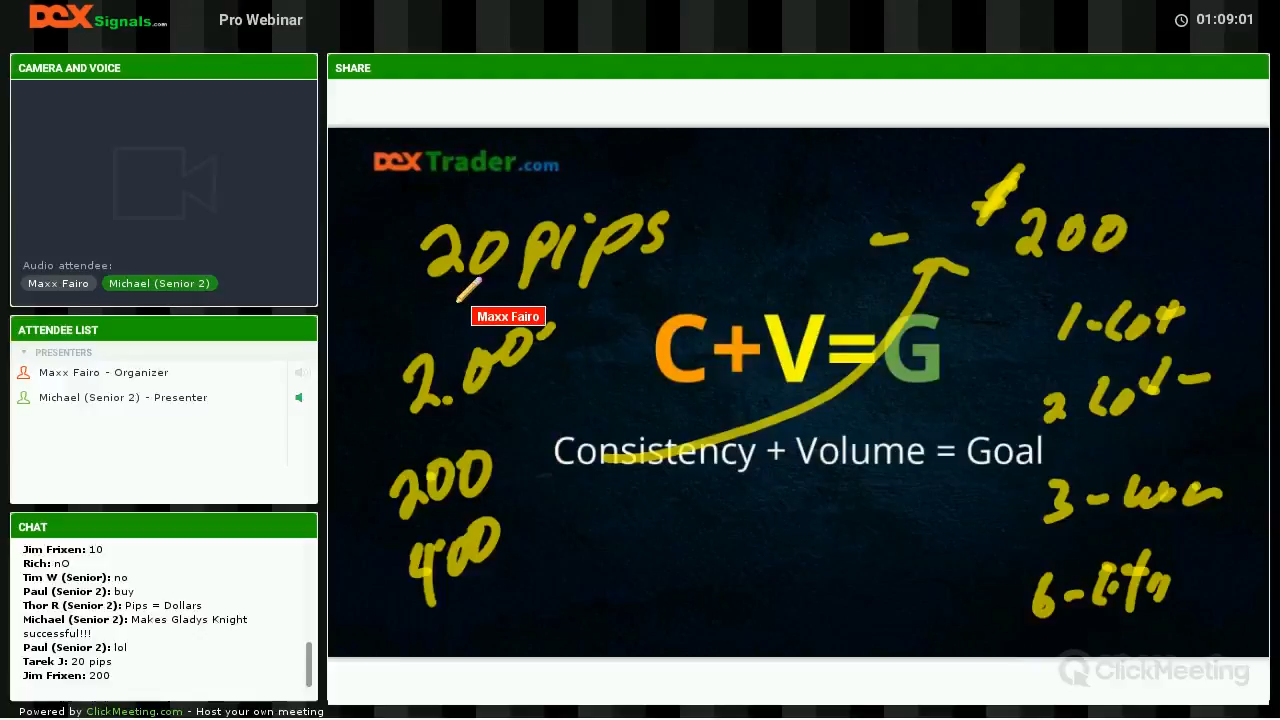 DEX Signals.com
Pro Webinar
01:09:01
CAMERA AND VOICE
Audio attendee:
Maxx Fairo
Michael (Senior 2)
ATTENDEE LIST
PRESENTERS
Maxx Fairo - Organizer
Michael (Senior 2) - Presenter
CHAT
Jim Frixen: 10
Rich: nO
Tim W (Senior): no
Paul (Senior 2): buy
Thor R (Senior 2): Pips = Dollars
Michael (Senior 2): Makes Gladys Knight
successful!!!
Paul (Senior 2): lol
Tarek J: 20 pips
Jim Frixen: 200
SHARE
DEX Trader.com
20 pips - $200
Maxx Fairo
C+V=G
1-Lot
2.00
2 Lot -
Consistency + Volume = Goal
200
3 -
400
6 -
ClickMeeting
Powered by ClickMeeting.com - Host your own meeting